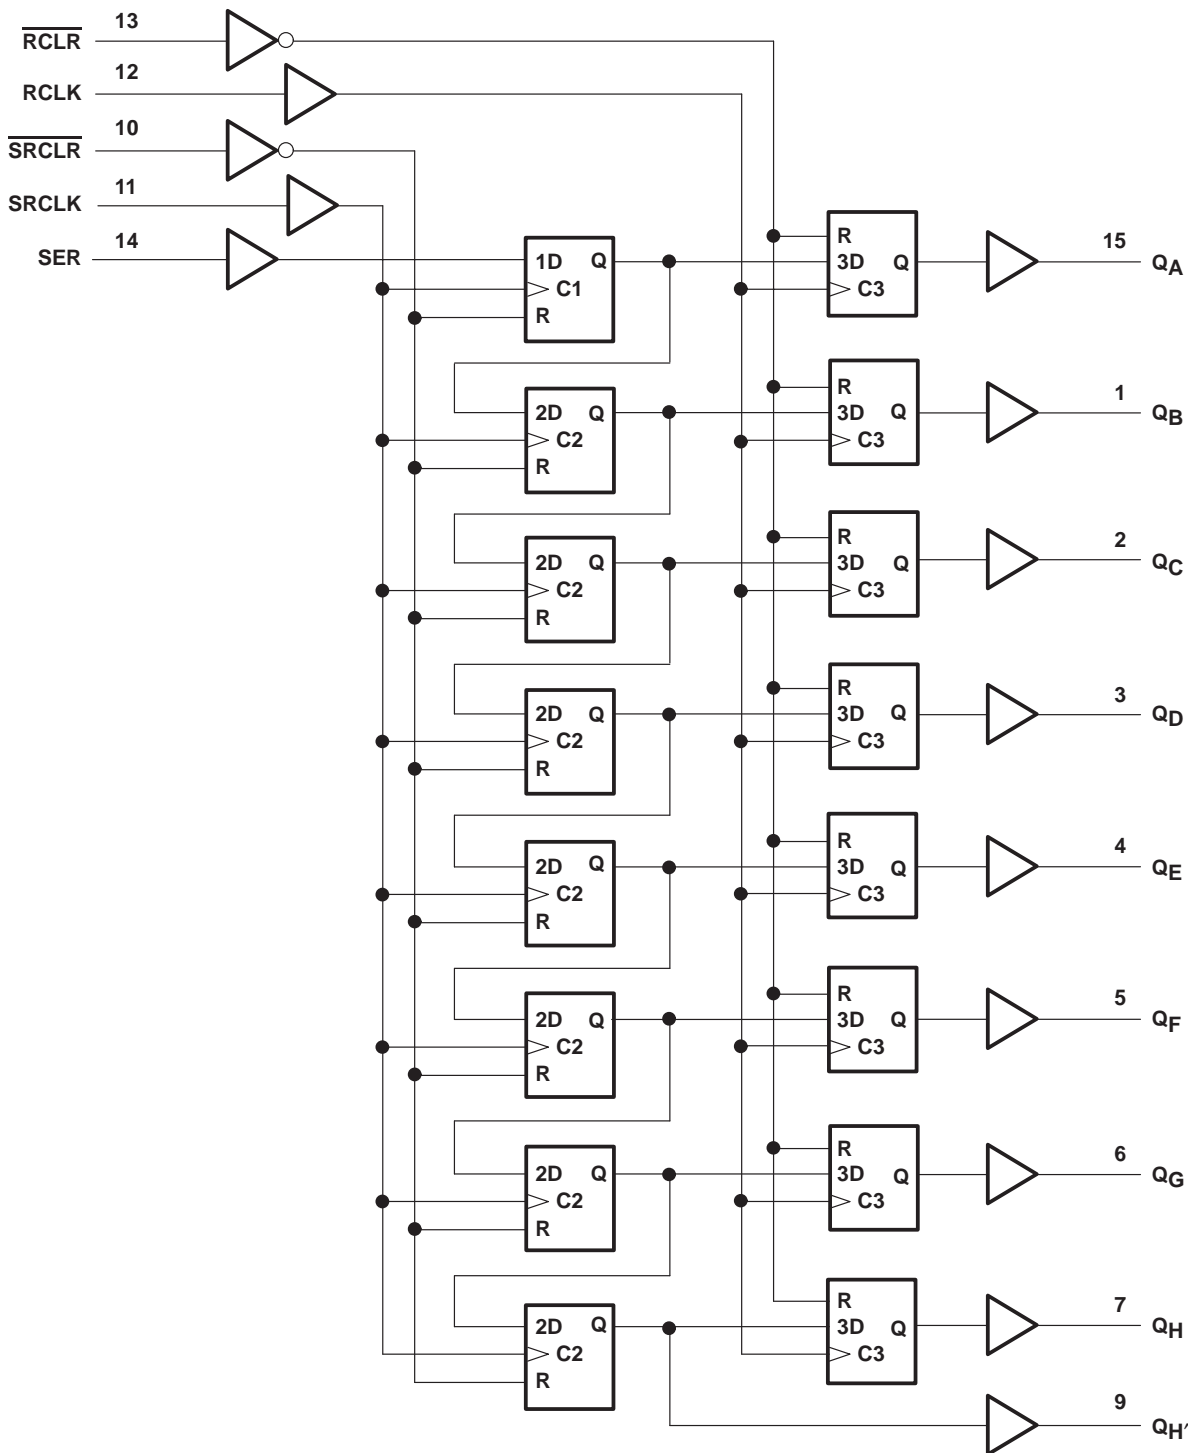 13
RCLR
12
RCLK
10
SRCLR
11
SRCLK
14
SER
1D Q
C1
R
R
3D Q
C3
15
QA
2D Q
C2
R
R
3D Q
C3
1
QB
2D Q
C2
R
R
3D Q
C3
2
QC
2D Q
C2
R
R
3D Q
C3
3
QD
2D Q
C2
R
R
3D Q
C3
4
QE
2D Q
C2
R
R
3D Q
C3
5
QF
2D Q
C2
R
R
3D Q
C3
6
QG
2D Q
C2
R
R
3D Q
C3
7
QH
9
QH′